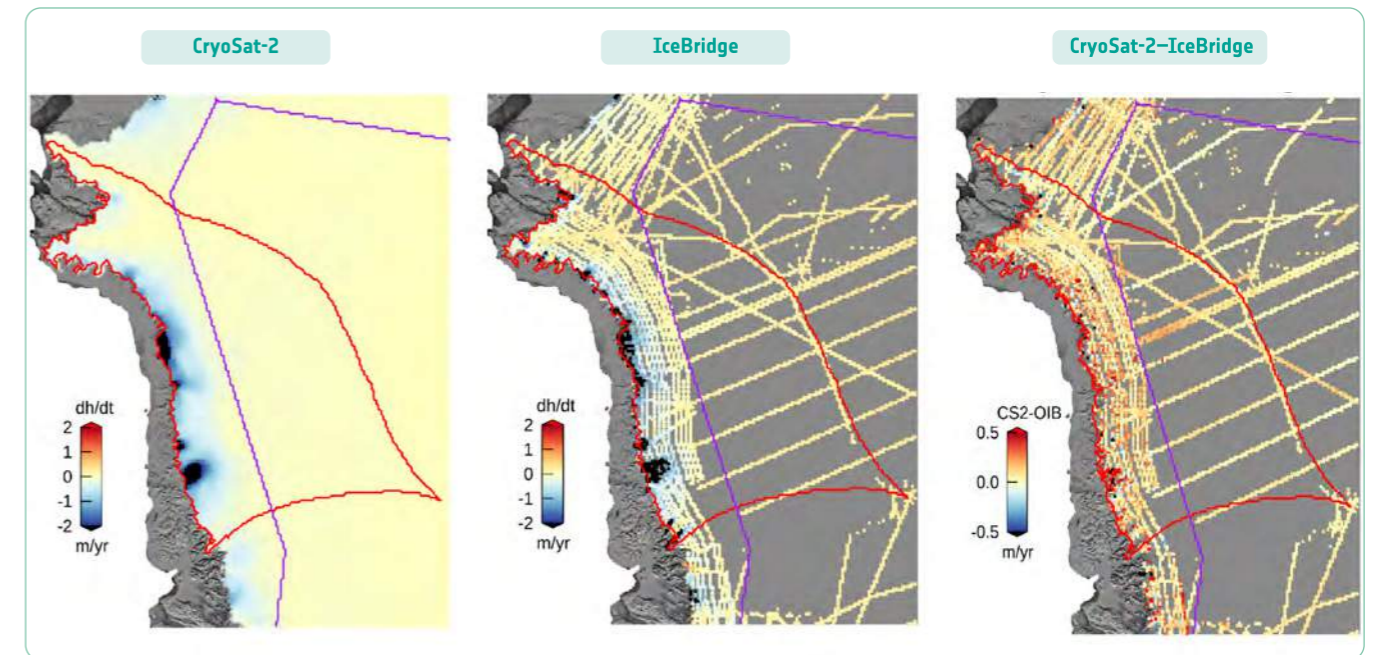 CryoSat-2
IceBridge
CryoSat-2–IceBridge
dh/dt
2
1
0
-1
-2
m/yr
dh/dt
2
1
0
-1
-2
m/yr
CS2-OIB
0.5
0.0
-0.5
m/yr